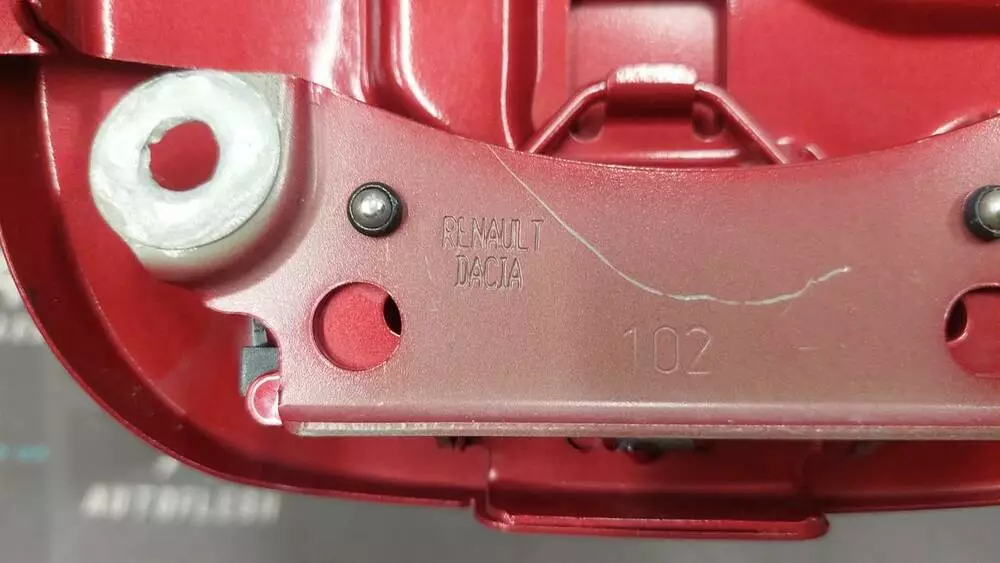 RENAULT
DACIA
102